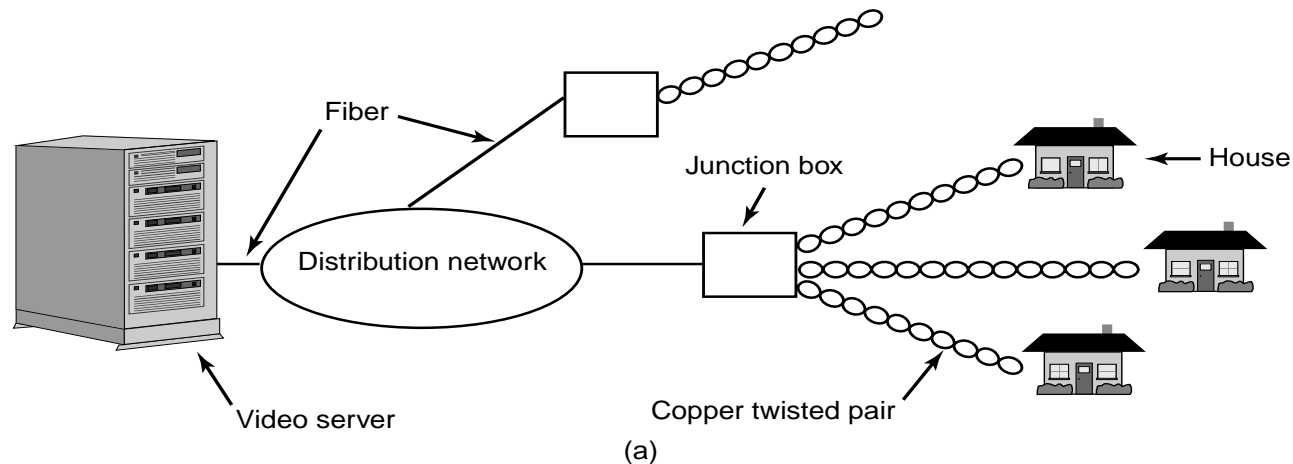 Fiber
Junction box
House
Distribution network
Video server
Copper twisted pair
(a)